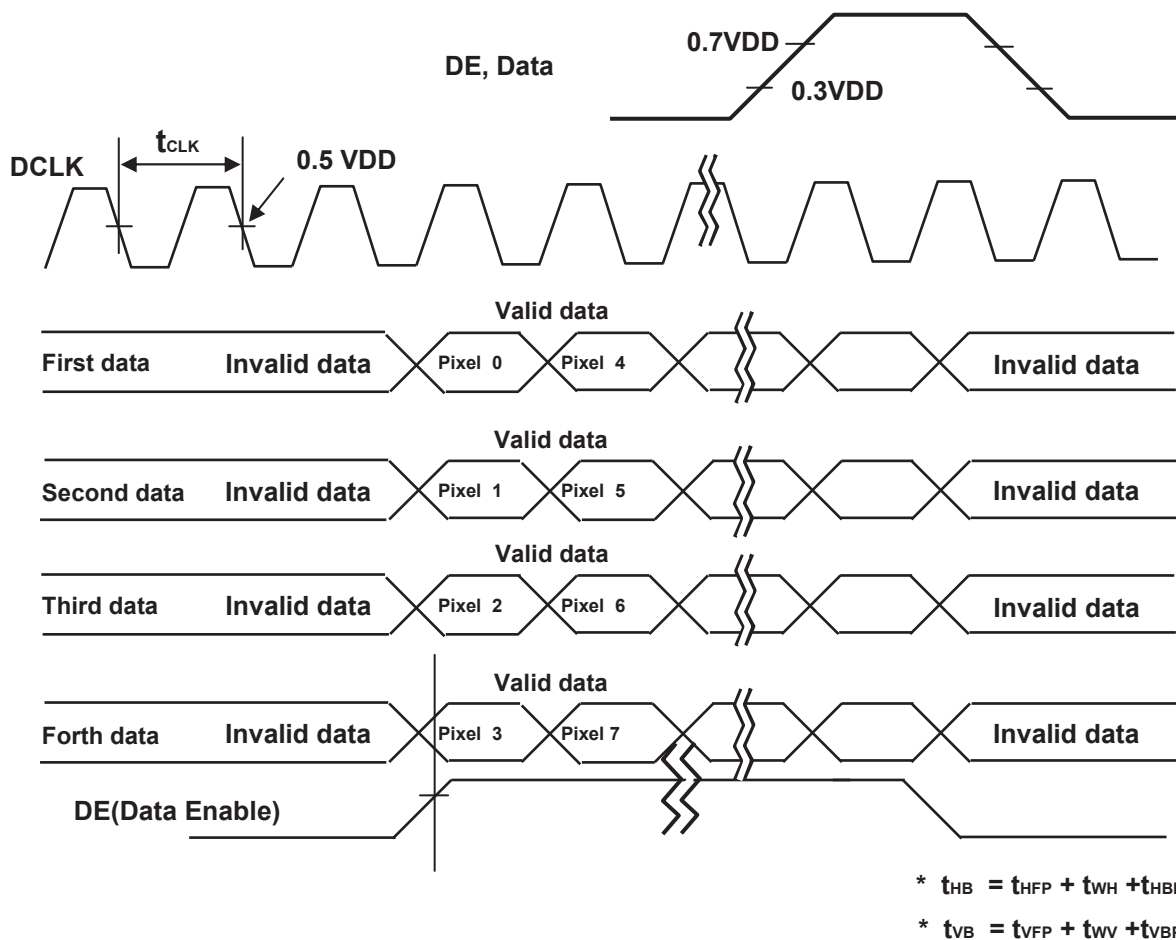 0.7VDD
DE, Data
0.3VDD
tCLK
DCLK
0.5 VDD
Valid data
First data Invalid data Pixel 0 Pixel 4 Invalid data
Valid data
Second data Invalid data Pixel 1 Pixel 5 Invalid data
Valid data
Third data Invalid data Pixel 2 Pixel 6 Invalid data
Valid data
Forth data Invalid data Pixel 3 Pixel 7 Invalid data
DE(Data Enable)
* tHB = tHFP + tWH +
* tVB = tVFP + tWV +